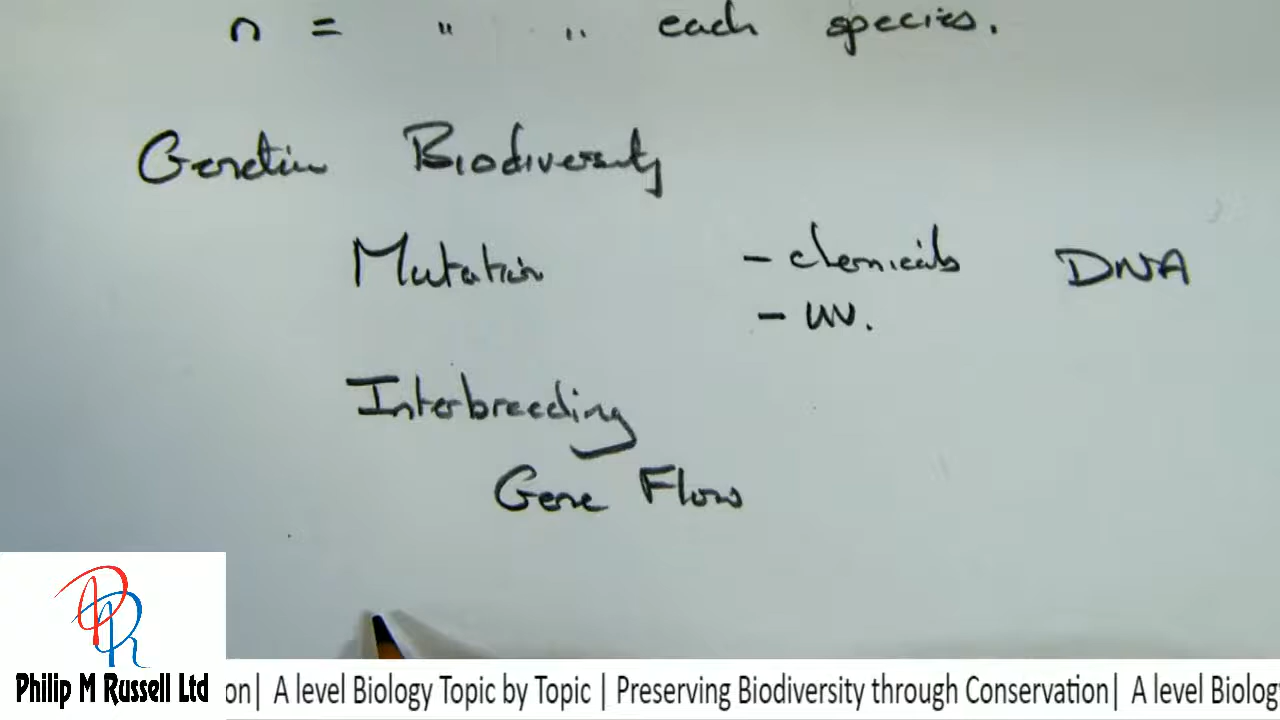 n = " " each species.
Genetic Biodiversity
Mutation - chemicals DNA
- UV.
Interbreeding
Gene Flow
Philip M Russell Ltd
on| A level Biology Topic by Topic | Preserving Biodiversity through Conservation| A level Biology